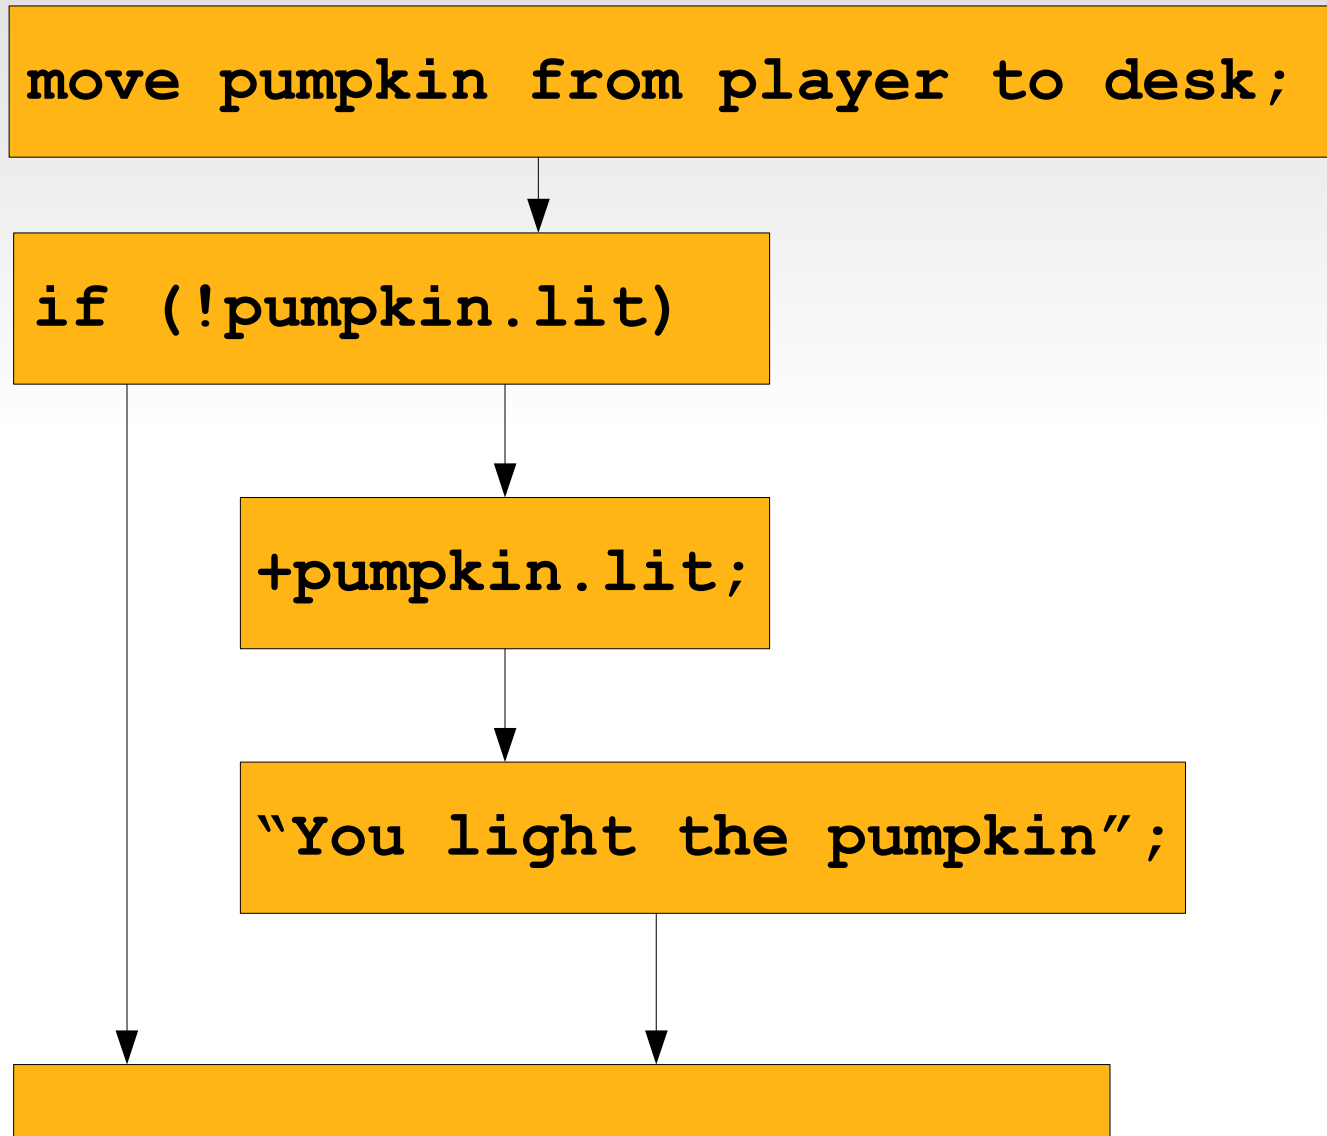 move pumpkin from player to desk;
if (!pumpkin.lit)
+pumpkin.lit;
“You light the pumpkin”;